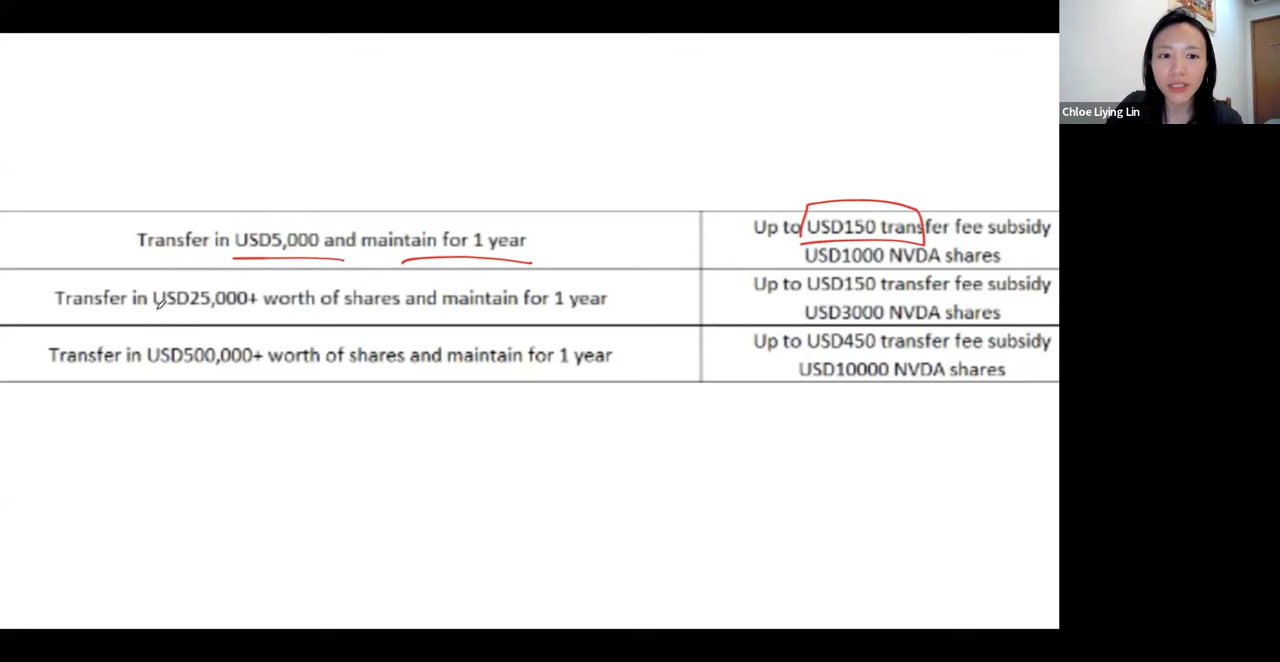 Chloe Liying Lin
Transfer in USD5,000 and maintain for 1 year
Up to USD150 transfer fee subsidy
USD1000 NVDA shares
Transfer in USD25,000+ worth of shares and maintain for 1 year
Up to USD150 transfer fee subsidy
USD3000 NVDA shares
Transfer in USD500,000+ worth of shares and maintain for 1 year
Up to USD450 transfer fee subsidy
USD10000 NVDA shares